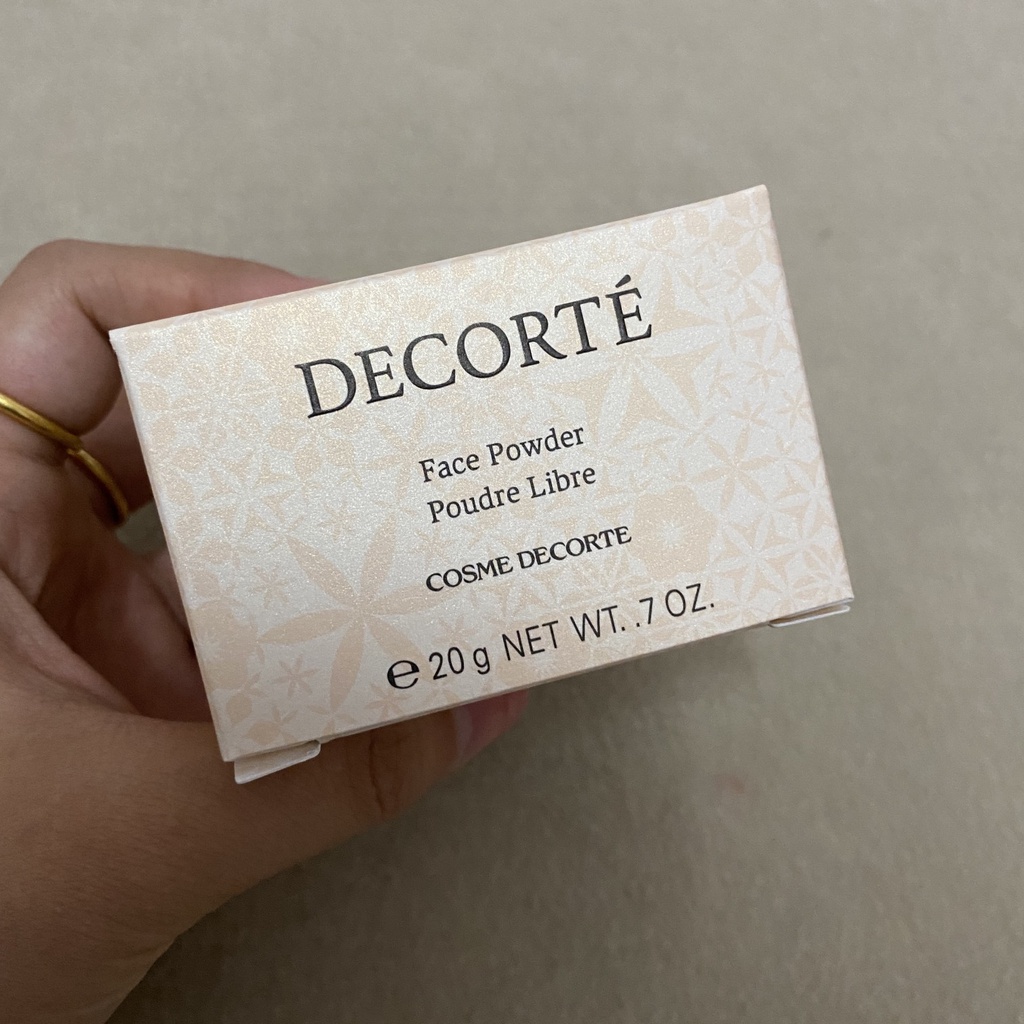 DECORTÉ
Face Powder
Poudre Libre
COSME DECORTE
℮ 20 g NET WT. .7 OZ.